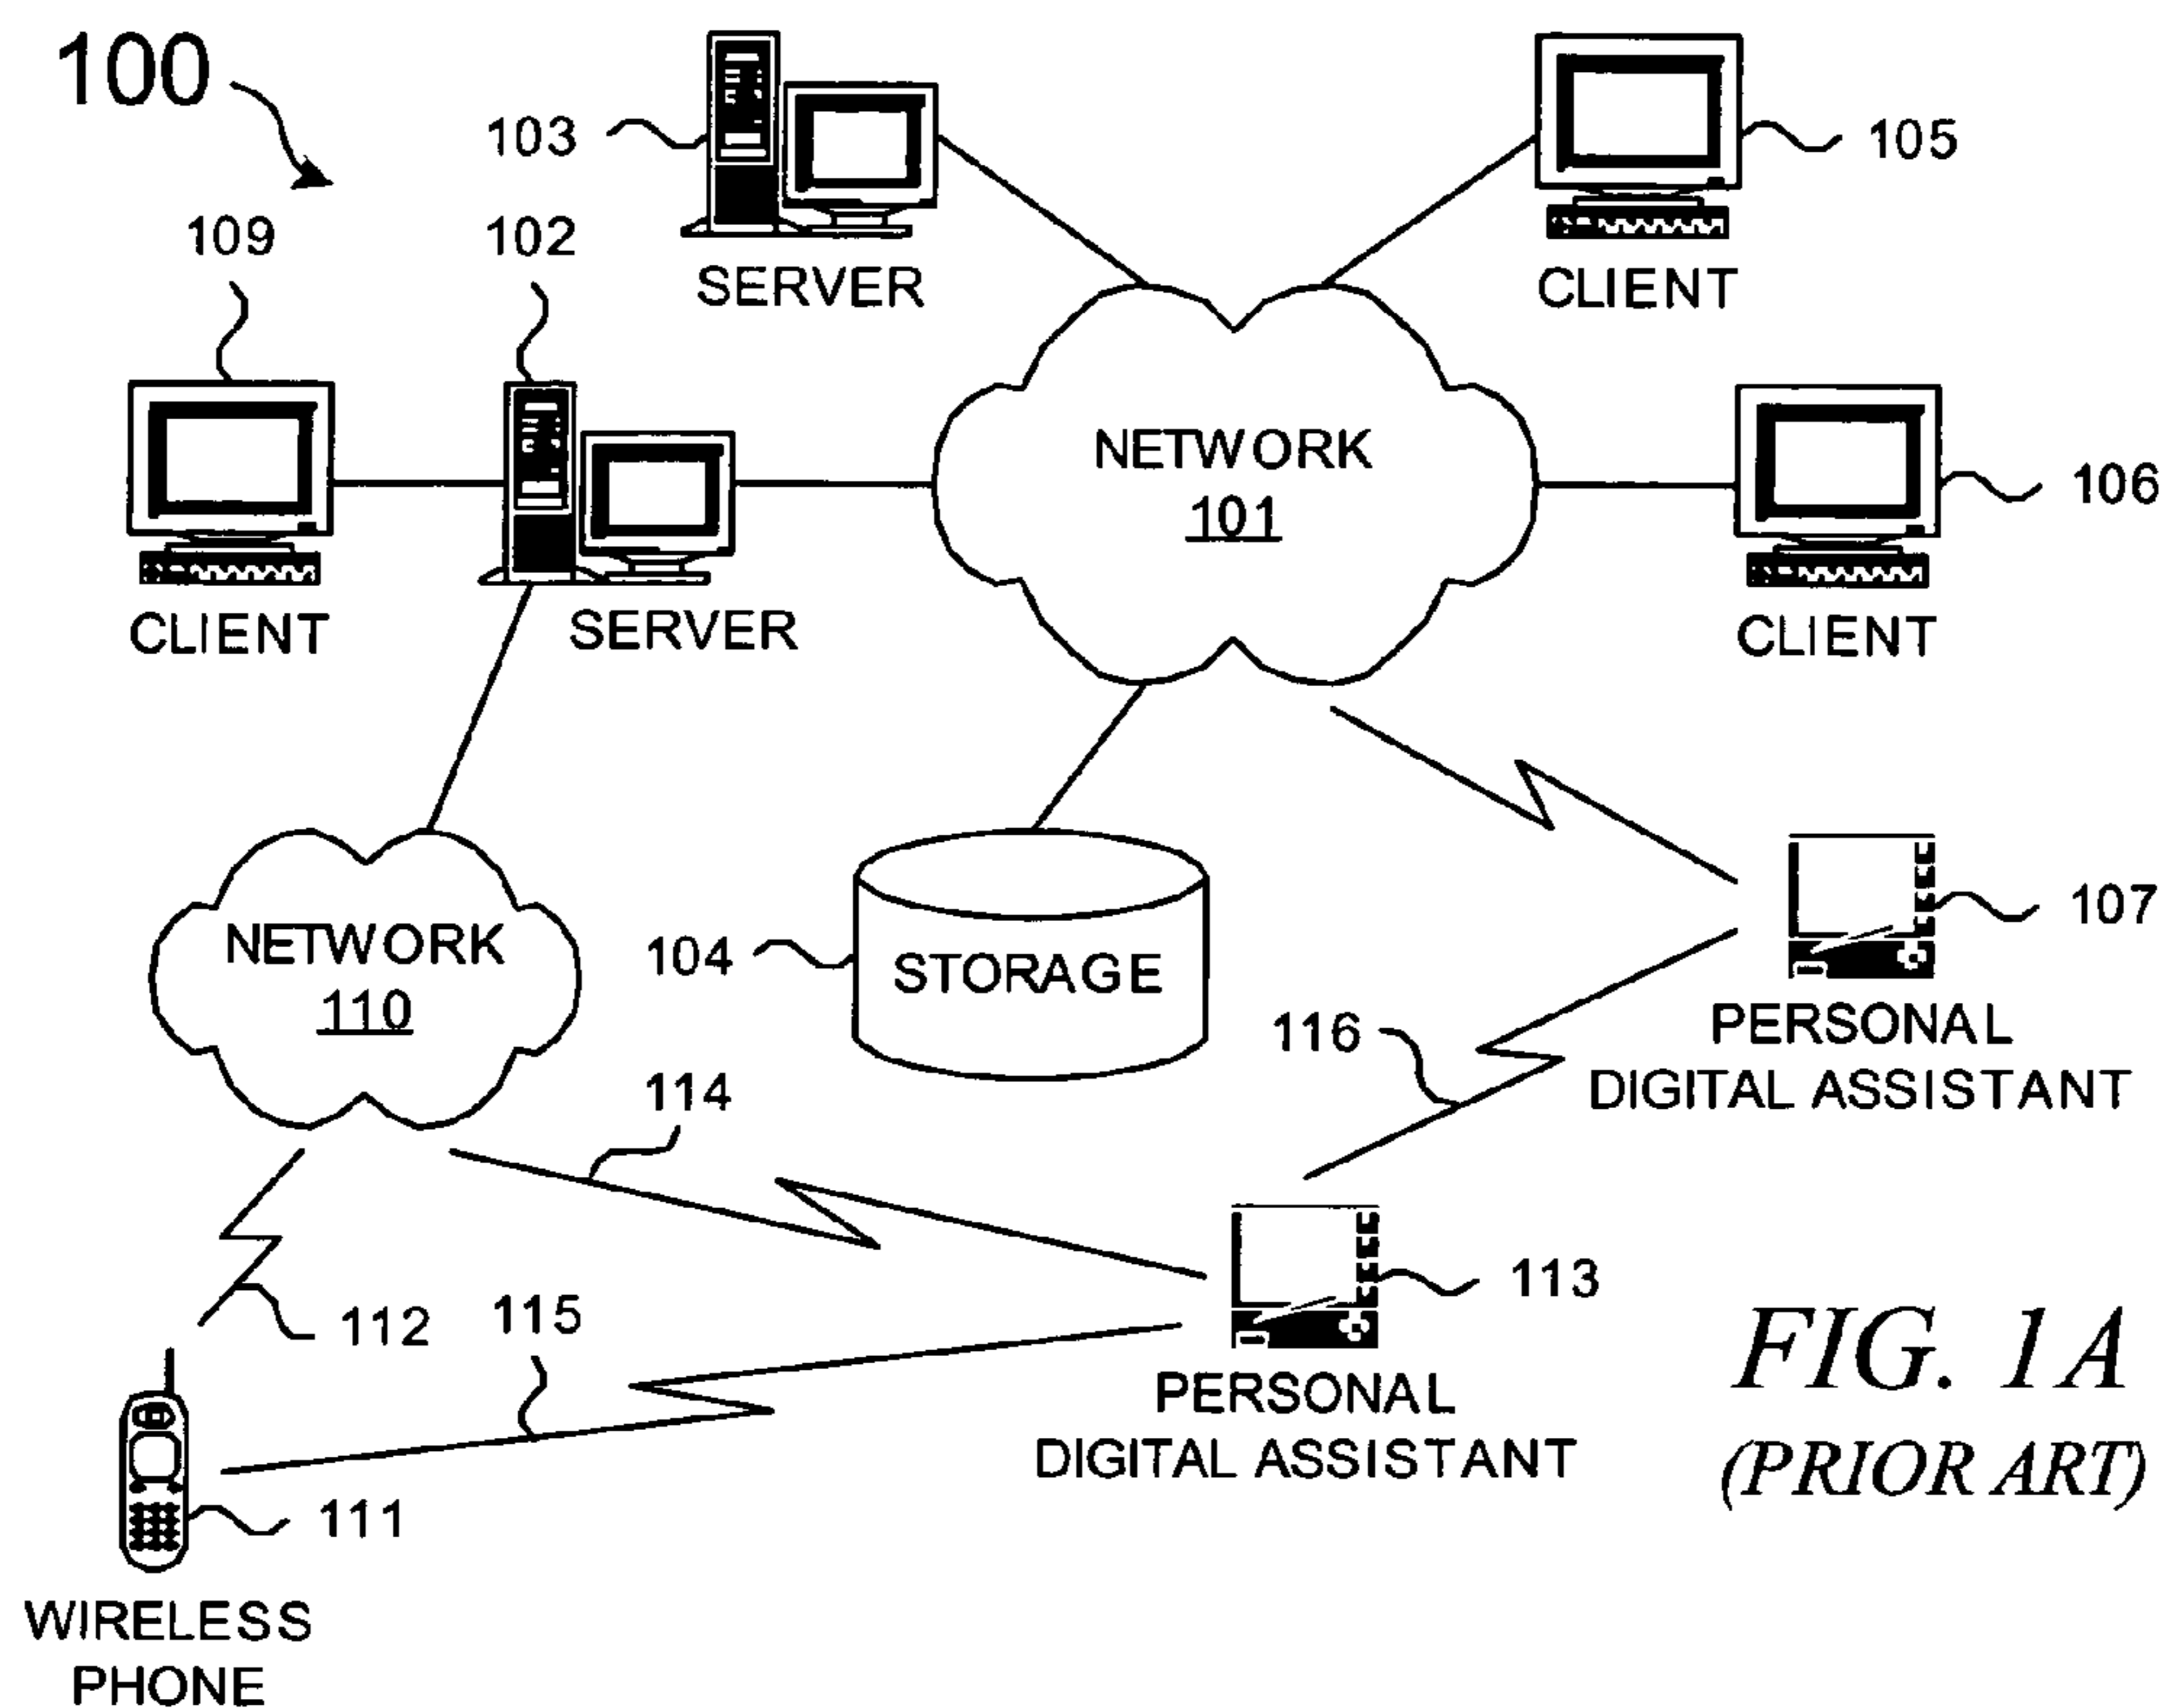 100
103
105
109
102
SERVER
CLIENT
NETWORK
101
106
CLIENT
SERVER
CLIENT
NETWORK
110
104
STORAGE
107
PERSONAL
DIGITAL ASSISTANT
116
114
113
112
115
PERSONAL
DIGITAL ASSISTANT
111
WIRELESS
PHONE
FIG. 1A
(PRIOR ART)